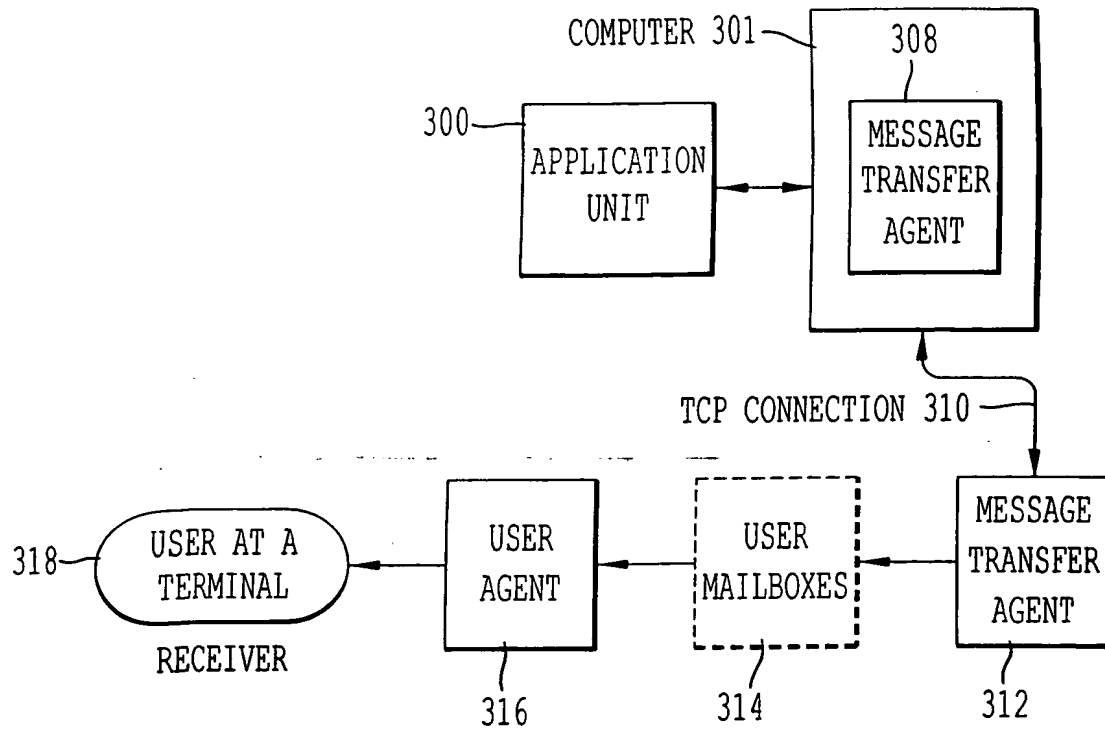 COMPUTER 301
308
300
APPLICATION
UNIT
MESSAGE
TRANSFER
AGENT
TCP CONNECTION 310
318
USER AT A
TERMINAL
RECEIVER
USER
AGENT
316
USER
MAILBOXES
314
MESSAGE
TRANSFER
AGENT
312